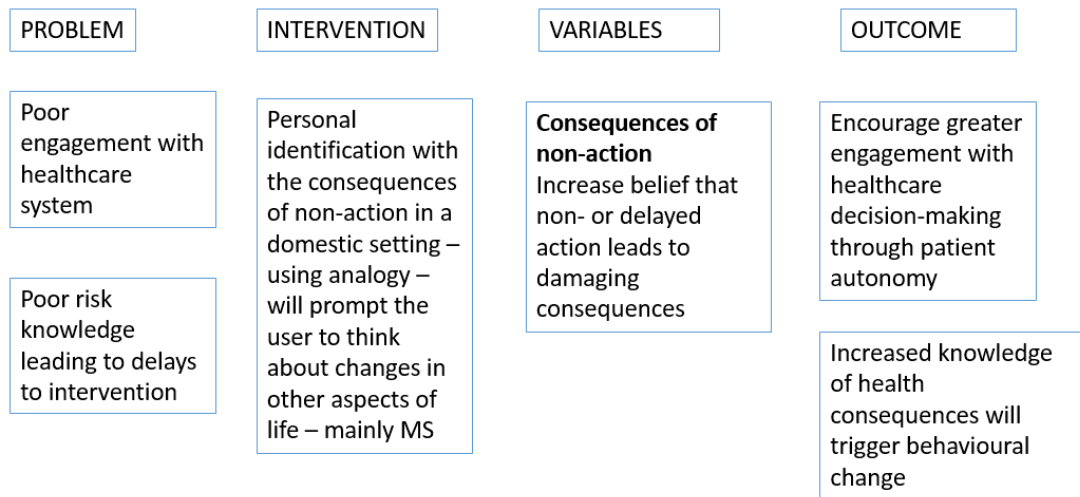 PROBLEM
Poor
engagement with
healthcare
system
Poor risk
knowledge
leading to delays
to intervention
INTERVENTION
Personal
identification with
the consequences
of non-action in a
domestic setting –
using analogy –
will prompt the
user to think
about changes in
other aspects of
life – mainly MS
VARIABLES
Consequences of
non-action
Increase belief that
non- or delayed
action leads to
damaging
consequences
OUTCOME
Encourage greater
engagement with
healthcare
decision-making
through patient
autonomy
Increased knowledge
of health
consequences will
trigger behavioural
change